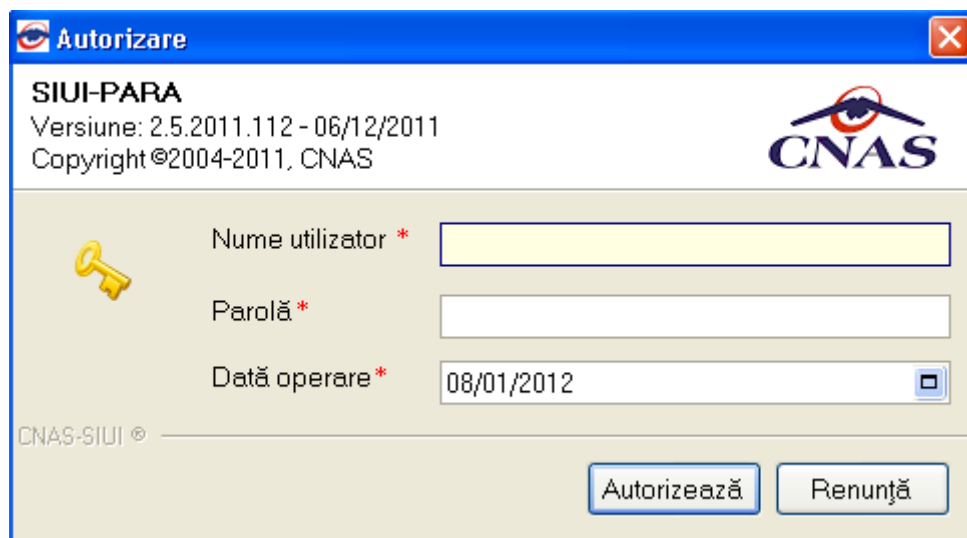 Autorizare
SIUI-PARA
Versiune: 2.5.2011.112 - 06/12/2011
Copyright ©2004-2011, CNAS
CNAS
Nume utilizator *
Parolă *
Dată operare *
08/01/2012
CNAS-SIUI ®
Autorizează
Renunţă